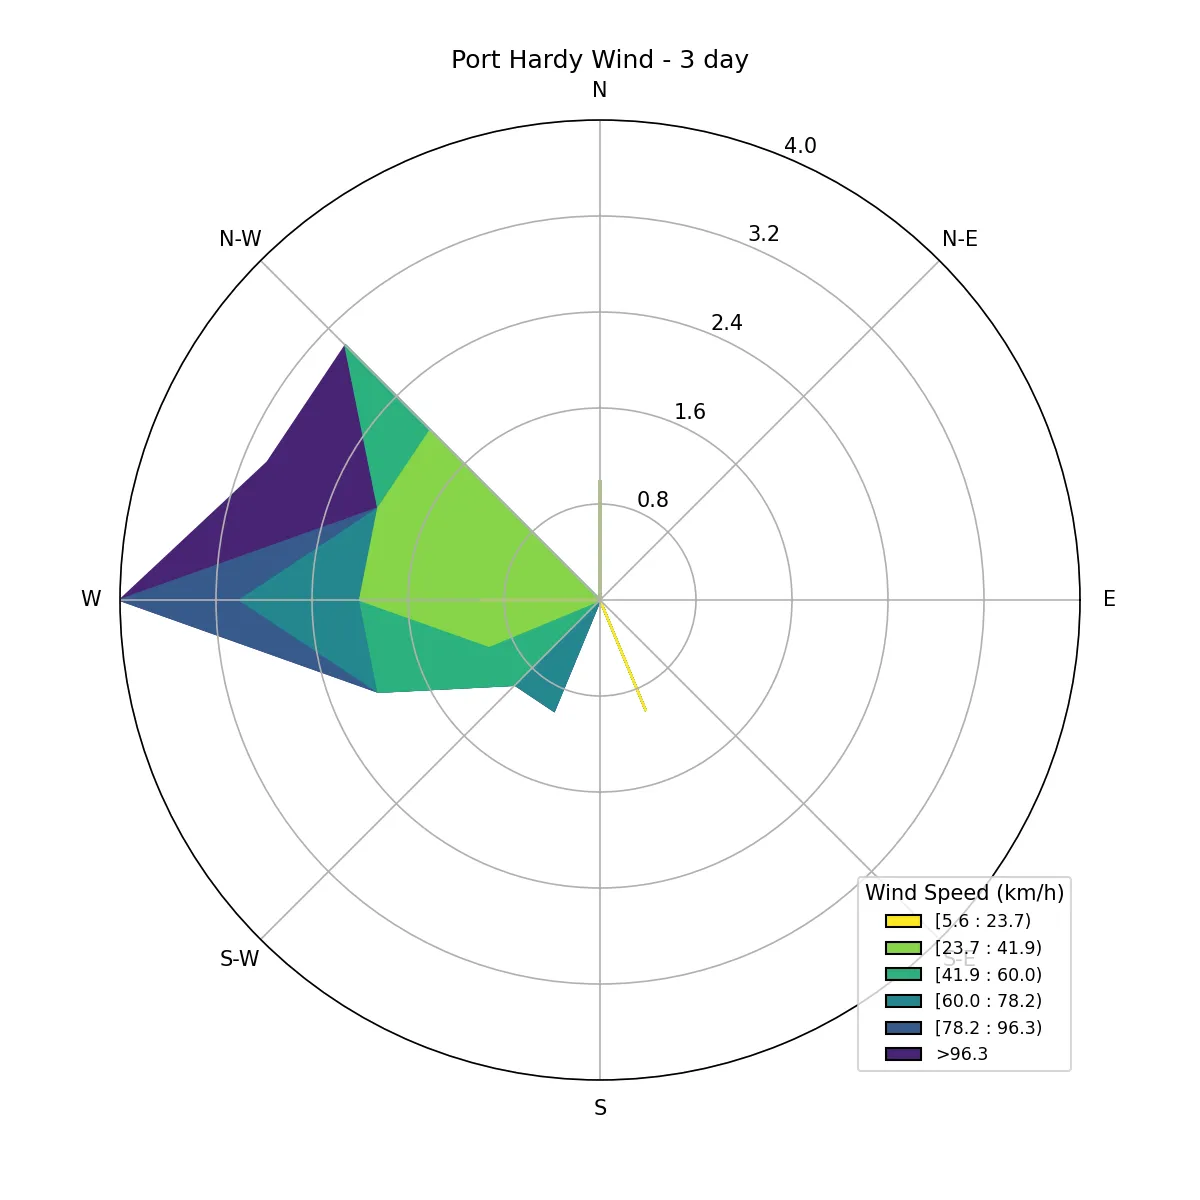 Port Hardy Wind - 3 day
N
4.0
N-W
3.2
N-E
2.4
1.6
0.8
W
E
Wind Speed (km/h)
[5.6 : 23.7)
[23.7 : 41.9)
S-W
S-E
[41.9 : 60.0)
[60.0 : 78.2)
[78.2 : 96.3)
>96.3
S